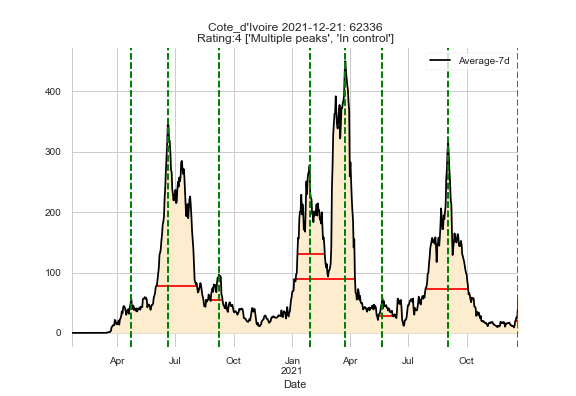 Cote_d'Ivoire 2021-12-21: 62336
Rating:4 ['Multiple peaks', 'In control']
Average-7d
400
300
200
100
0
Apr
Jul
Oct
Jan
2021
Apr
Jul
Oct
Date